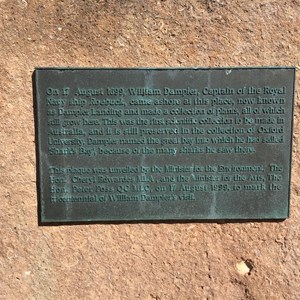 On 17 August 1699 William Dampier, Captain of the Royal
Navy ship Roebuck, came ashore at this place, now known
as Dampier Landing and made a collection of plants, all of which
still grow here. This was the first scientific collection to be made in
Australia, and it is still preserved in the collection of Oxford
University. Dampier named the great bay into which he has sailed
'Shark's Bay', because of the many sharks he saw here.
This plaque was unveiled by the Minister for the Environment, The
Hon. Cheryl Edwardes MLA and the Minister for the Arts, The
Hon. Peter Foss QC MLC, on 17 August 1999, to mark the
tricentennial of William Dampier's visit.